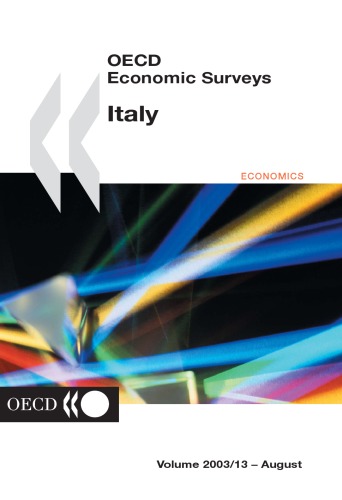 OECD
Economic Surveys
Italy
ECONOMICS
OECD
Volume 2003/13 – August